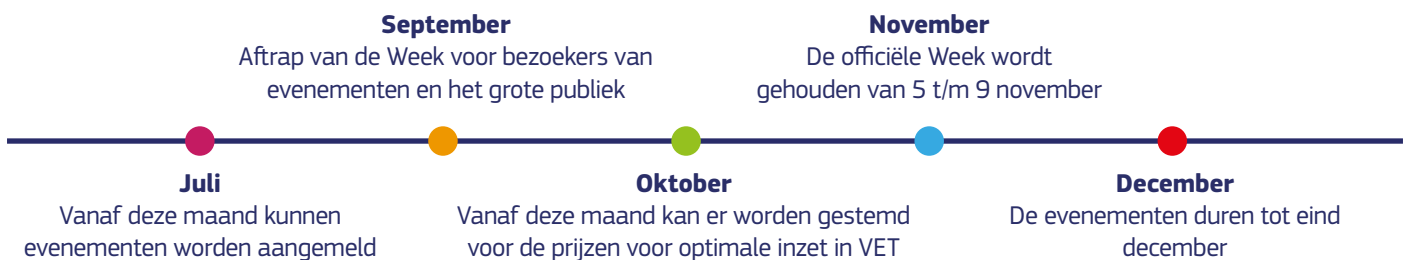 September
Aftrap van de Week voor bezoekers van
evenementen en het grote publiek
November
De officiële Week wordt
gehouden van 5 t/m 9 november
Juli
Vanaf deze maand kunnen
evenementen worden aangemeld
Oktober
Vanaf deze maand kan er worden gestemd
voor de prijzen voor optimale inzet in VET
December
De evenementen duren tot eind
december